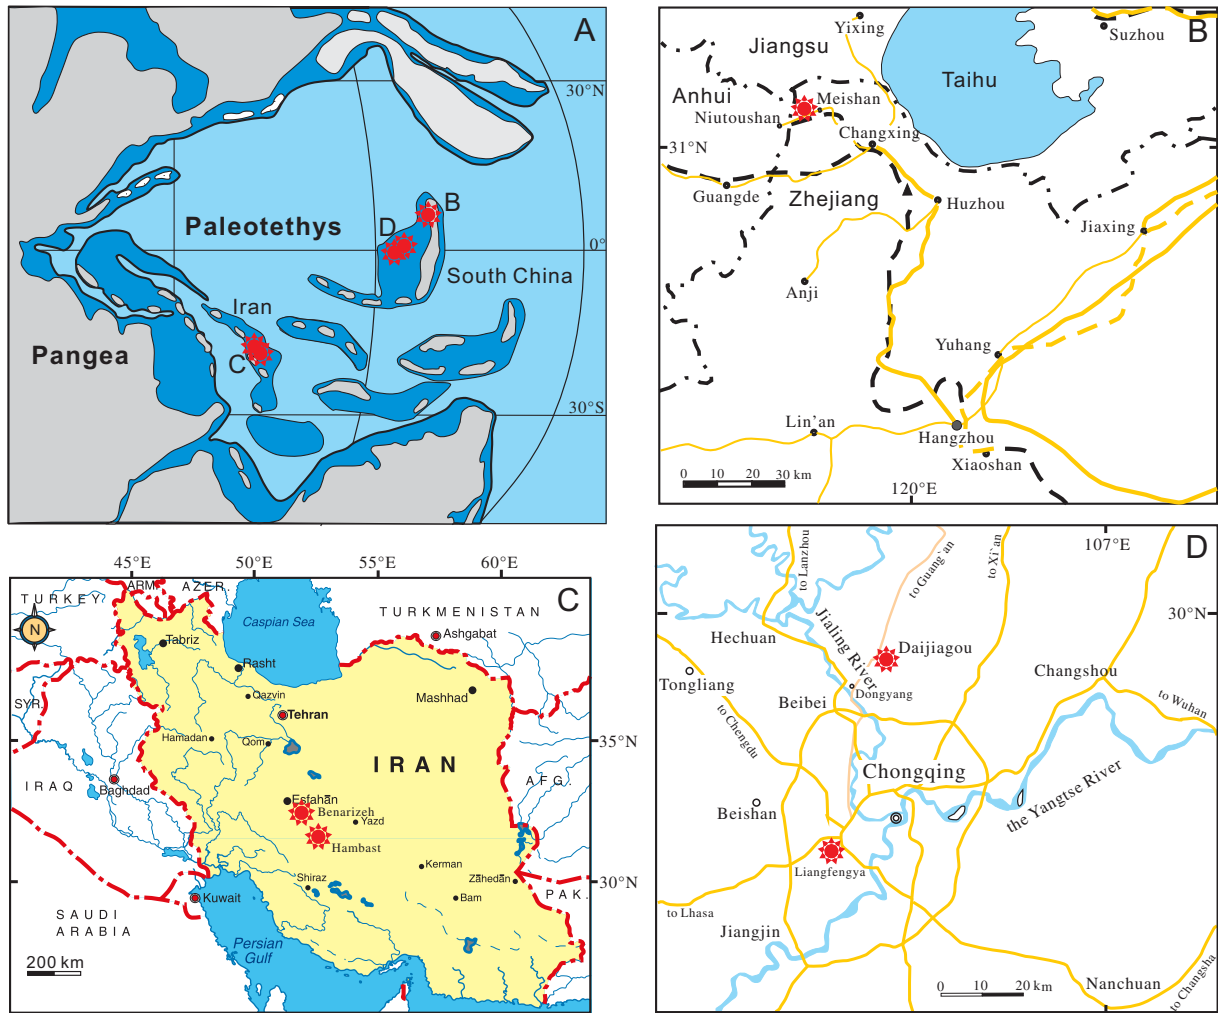 A
30°N
B
Paleotethys
D
0°
South China
Iran
Pangea
C
30°S
B
Yixing
Suzhou
Jiangsu
Taihu
Anhui
Meishan
Niutoushan
Changxing
31°N
Guangde
Zhejiang
Huzhou
Jiaxing
Anji
Yuhang
Lin'an
Hangzhou
Xiaoshan
0 10 20 30 km
120°E
45°E 50°E 55°E 60°E
C
ARM.
AZER.
TURKEY
N
TURKMENISTAN
Caspian Sea
Ashgabat
Tabriz
Rasht
Mashhad
Qazvin
SYR.
Tehran
Hamadan
Qom
35°N
IRAN
IRAQ
AFG.
Baghdad
Esfahān
Benarizeh
Yazd
Hambast
Kerman
Shiraz
Zāhedān
30°N
Kuwait
Bam
PAK.
SAUDI
ARABIA
Persian
Gulf
200 km
D
107°E
to Lanzhou
to Guang`an
to Xi`an
30°N
Hechuan
Jialing River
Daijiagou
Tongliang
Dongyang
Changshou
Beibei
to Wuhan
to Chengdu
Chongqing
the Yangtse River
Beishan
Liangfengya
to Lhasa
Jiangjin
Nanchuan
to Changsha
0 10 20 km